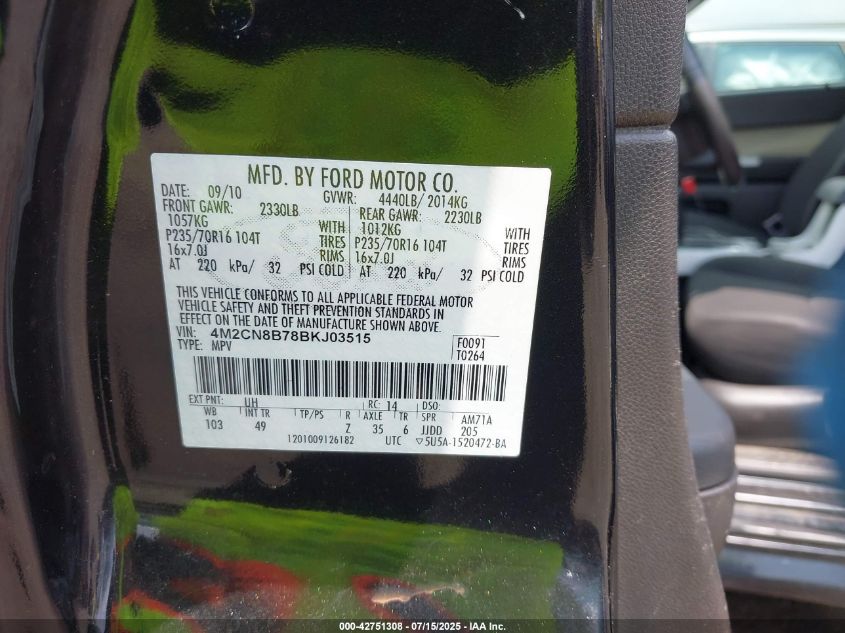 MFD. BY FORD MOTOR CO.
DATE: 09/10 GVWR: 4440LB/ 2014KG
FRONT GAWR: 2330LB REAR GAWR: 2230LB
1057KG WITH 1012KG WITH
P235/70R16 104T TIRES P235/70R16 104T TIRES
16x7.0J RIMS 16x7.0J RIMS
AT 220 kPa/ 32 PSI COLD AT 220 kPa/ 32 PSI COLD
THIS VEHICLE CONFORMS TO ALL APPLICABLE FEDERAL MOTOR
VEHICLE SAFETY AND THEFT PREVENTION STANDARDS IN
EFFECT ON THE DATE OF MANUFACTURE SHOWN ABOVE.
VIN: 4M2CN8B78BKJ03515 F0091
TYPE: MPV T0264
EXT PNT: UH RC: 14 DSO:
WB INT TR TP/PS R AXLE TR SPR AM71A
103 49 Z 35 6 JJDD 205
1201009126182 UTC ▽5U5A-1520472-BA
000-42751308 - 07/15/2025 - IAA Inc.